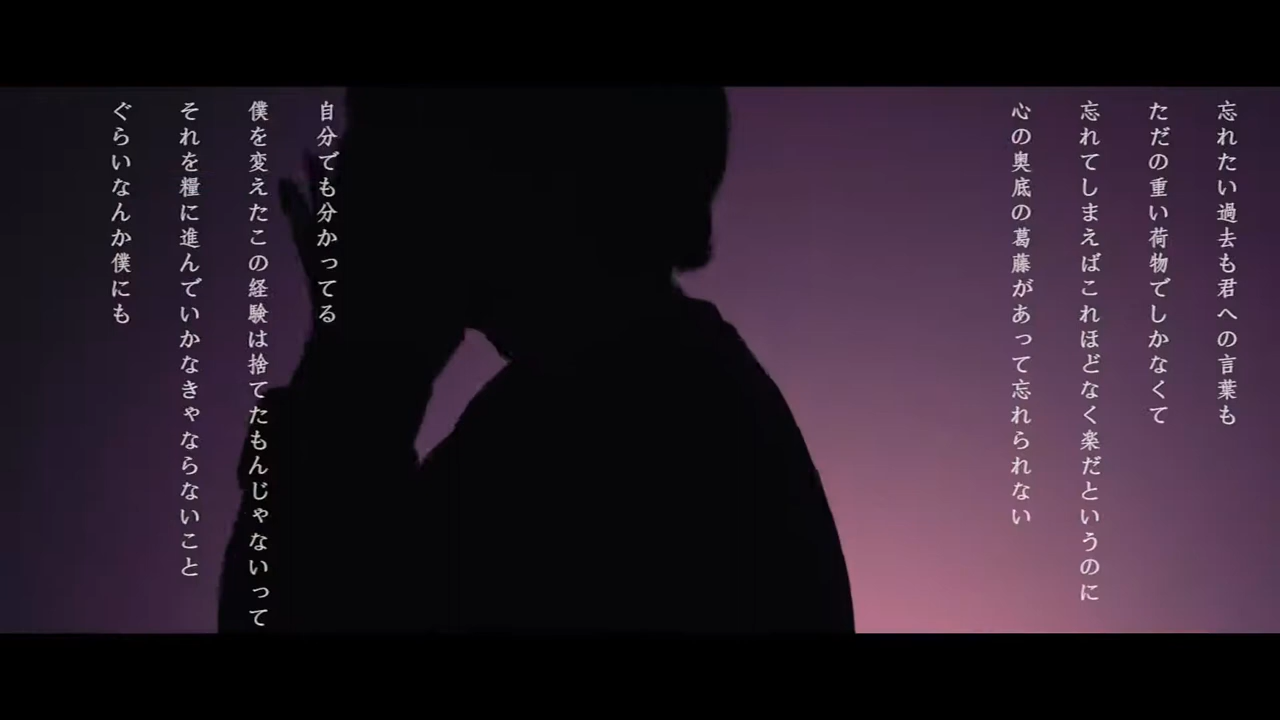 忘れたい過去も君への言葉も
ただの重い荷物でしかなくて
忘れてしまえばこれほどなく楽だというのに
心の奥底の葛藤があって忘れられない
自分でも分かってる
僕を変えたこの経験は捨てたもんじゃないって
それを糧に進んでいかなきゃならないこと
ぐらいなんか僕にも